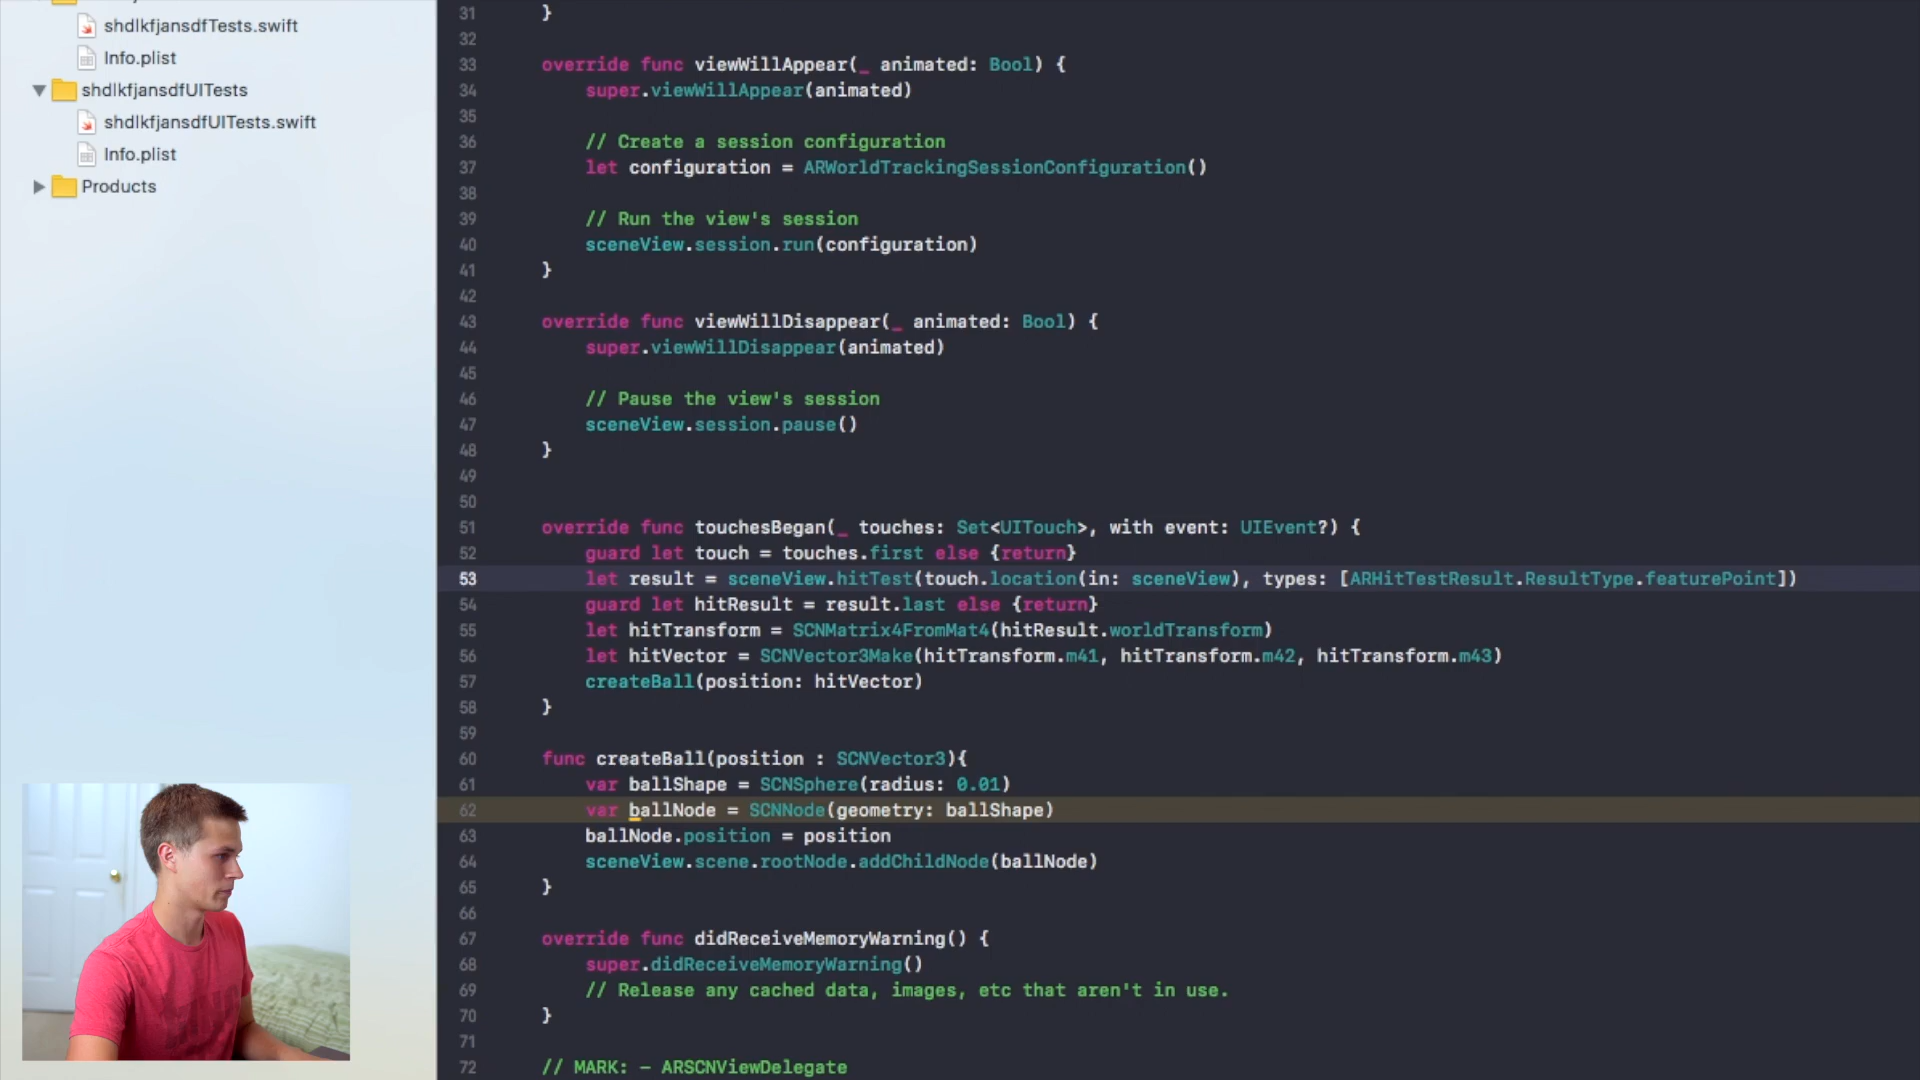 shdlkfjansdfTests.swift
Info.plist
shdlkfjansdfUITests
shdlkfjansdfUITests.swift
Info.plist
Products
31 }
32
33 override func viewWillAppear(_ animated: Bool) {
34 super.viewWillAppear(animated)
35
36 // Create a session configuration
37 let configuration = ARWorldTrackingSessionConfiguration()
38
39 // Run the view's session
40 sceneView.session.run(configuration)
41 }
42
43 override func viewWillDisappear(_ animated: Bool) {
44 super.viewWillDisappear(animated)
45
46 // Pause the view's session
47 sceneView.session.pause()
48 }
49
50
51 override func touchesBegan(_ touches: Set<UITouch>, with event: UIEvent?) {
52 guard let touch = touches.first else {return}
53 let result = sceneView.hitTest(touch.location(in: sceneView), types: [ARHitTestResult.ResultType.featurePoint])
54 guard let hitResult = result.last else {return}
55 let hitTransform = SCNMatrix4FromMat4(hitResult.worldTransform)
56 let hitVector = SCNVector3Make(hitTransform.m41, hitTransform.m42, hitTransform.m43)
57 createBall(position: hitVector)
58 }
59
60 func createBall(position : SCNVector3){
61 var ballShape = SCNSphere(radius: 0.01)
62 var ballNode = SCNNode(geometry: ballShape)
63 ballNode.position = position
64 sceneView.scene.rootNode.addChildNode(ballNode)
65 }
66
67 override func didReceiveMemoryWarning() {
68 super.didReceiveMemoryWarning()
69 // Release any cached data, images, etc that aren't in use.
70 }
71
72 // MARK: - ARSCNViewDelegate